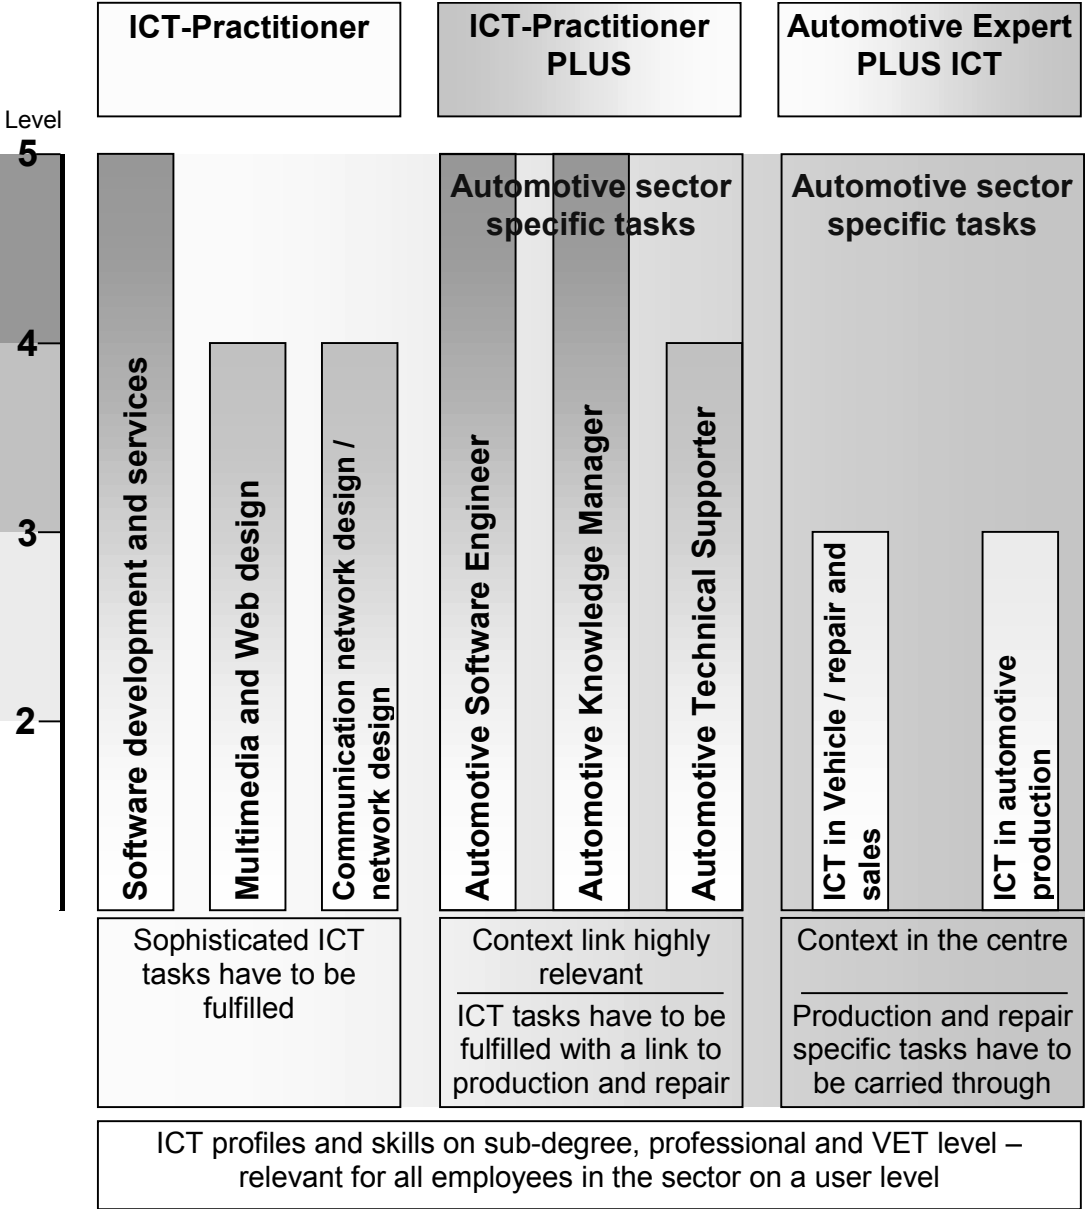 ICT-Practitioner
ICT-Practitioner
PLUS
Automotive Expert
PLUS ICT
Level
5
4
3
2
Automotive sector
specific tasks
Automotive sector
specific tasks
Software development and services
Multimedia and Web design
Communication network design /
network design
Automotive Software Engineer
Automotive Knowledge Manager
Automotive Technical Supporter
ICT in Vehicle / repair and
sales
ICT in automotive
production
Sophisticated ICT
tasks have to be
fulfilled
Context link highly
relevant
ICT tasks have to be
fulfilled with a link to
production and repair
Context in the centre
Production and repair
specific tasks have to
be carried through
ICT profiles and skills on sub-degree, professional and VET level –
relevant for all employees in the sector on a user level